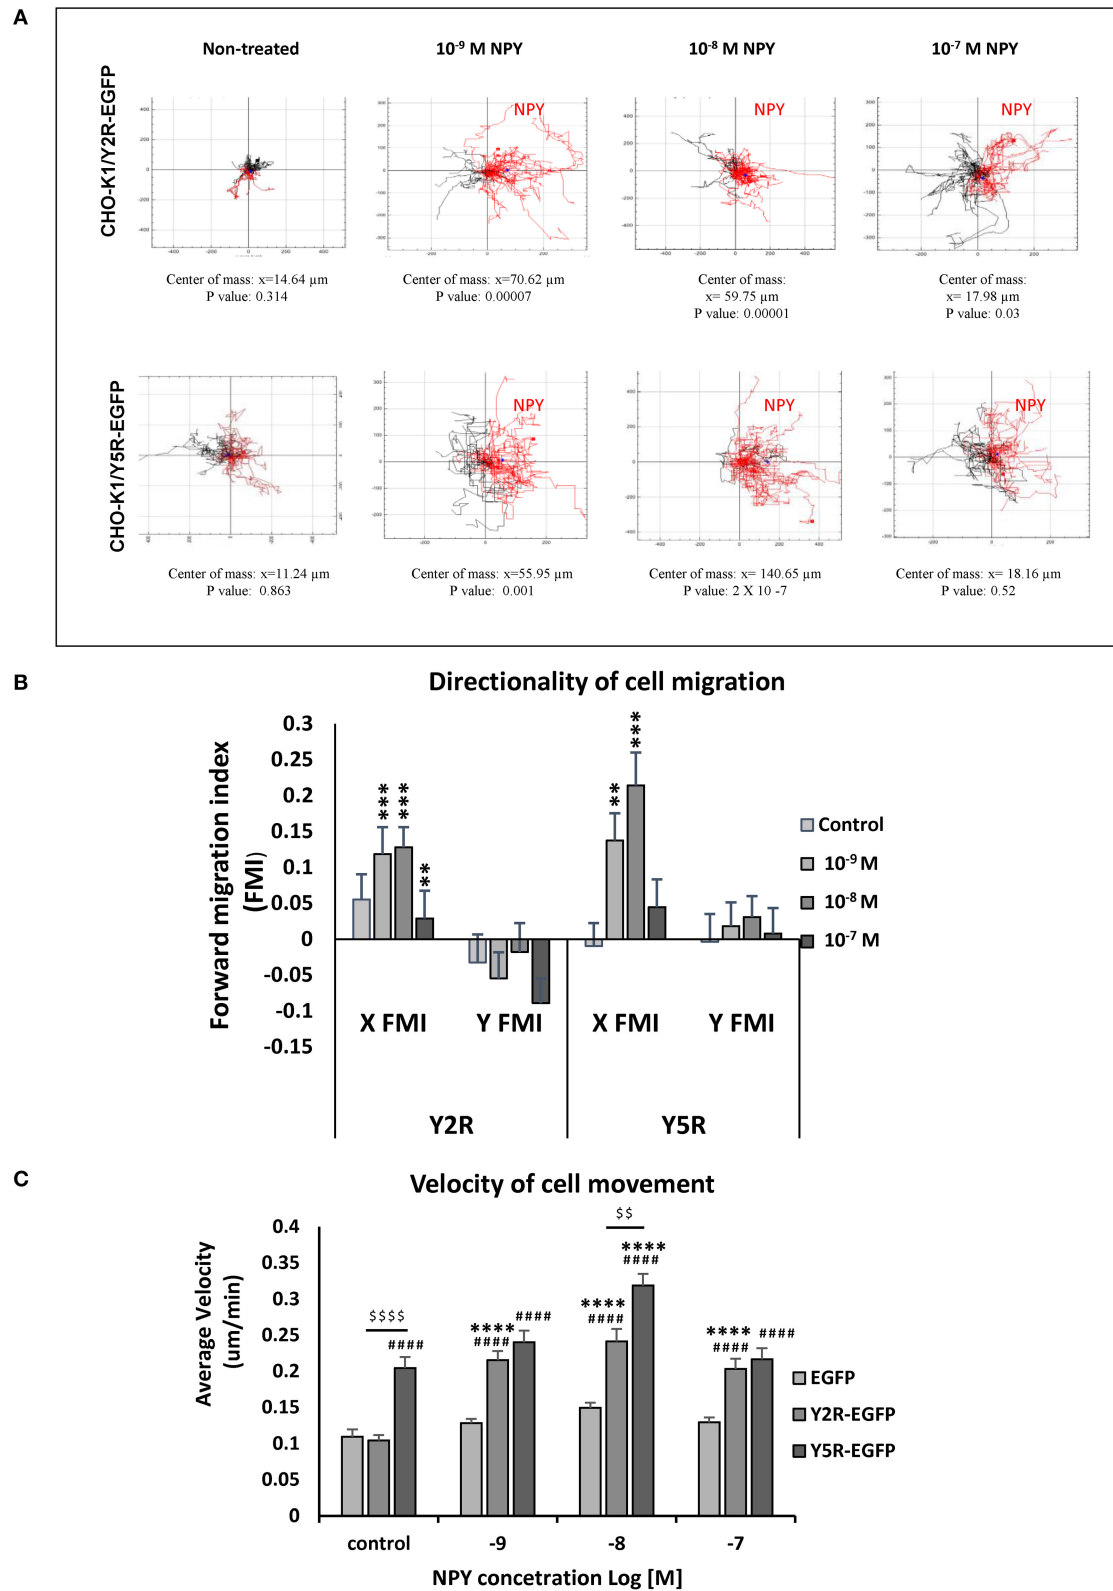 A
Non-treated
10-9 M NPY
10-8 M NPY
10-7 M NPY
CHO-K1/Y2R-EGFP
NPY
NPY
NPY
Center of mass: x=14.64 µm
P value: 0.314
Center of mass: x=70.62 µm
P value: 0.00007
Center of mass:
x= 59.75 µm
P value: 0.00001
Center of mass:
x= 17.98 µm
P value: 0.03
CHO-K1/Y5R-EGFP
NPY
NPY
NPY
Center of mass: x=11.24 µm
P value: 0.863
Center of mass: x=55.95 µm
P value: 0.001
Center of mass: x= 140.65 µm
P value: 2 X 10 -7
Center of mass: x= 18.16 µm
P value: 0.52
B
Directionality of cell migration
Forward migration index
(FMI)
0.3
0.25
0.2
0.15
0.1
0.05
0
-0.05
-0.1
-0.15
***
***
**
**
***
X FMI
Y FMI
X FMI
Y FMI
Y2R
Y5R
Control
10-9 M
10-8 M
10-7 M
C
Velocity of cell movement
Average Velocity
(um/min)
0.4
0.35
0.3
0.25
0.2
0.15
0.1
0.05
0
$$$$
####
****
####
####
$$
****
####
****
####
****
####
####
control
-9
-8
-7
NPY concetration Log [M]
EGFP
Y2R-EGFP
Y5R-EGFP